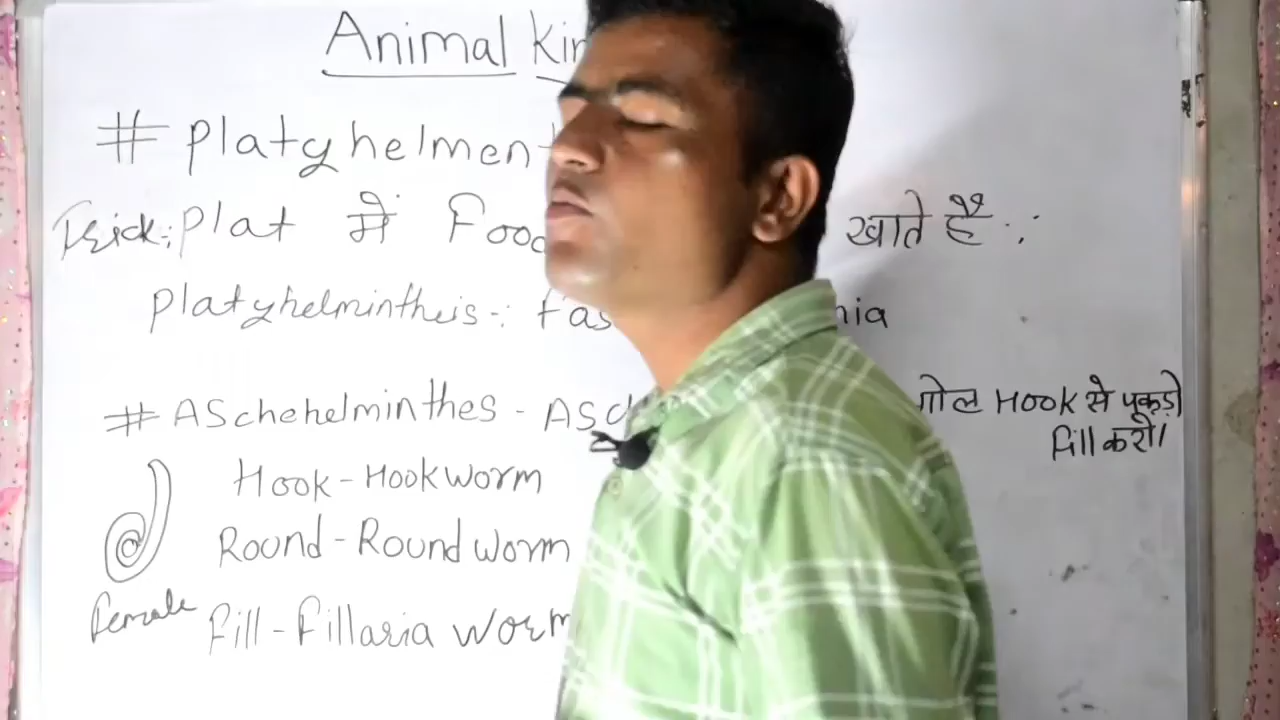 Animal Kin
# Platyhelmen
Trick:- Plat में Food खाते हैं :-
Platyhelmintheis -: Fas nia
# ASchehelminthes - ASc गोल Hook से पकड़ो
fill करो।
Hook - Hookworm
Round - Round worm
Female
Fill - Fillaria worm